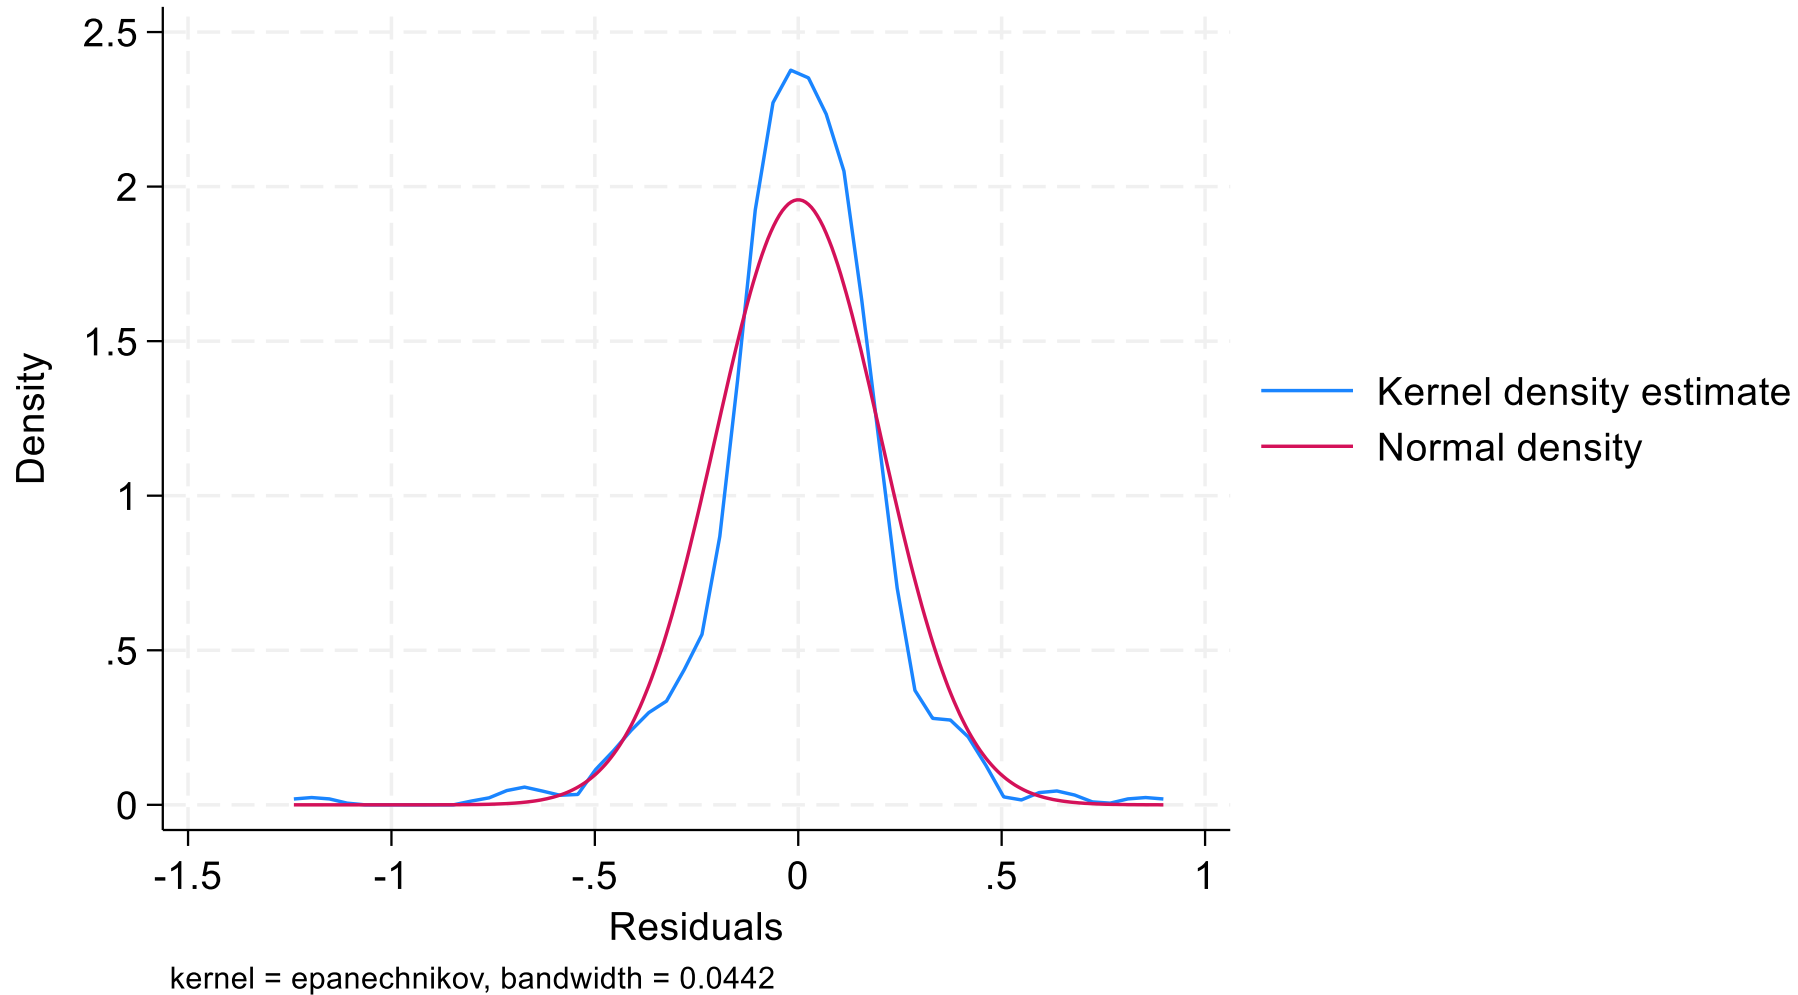 2.5
2
1.5
1
.5
0
Density
-1.5 -1 -.5 0 .5 1
Residuals
kernel = epanechnikov, bandwidth = 0.0442
Kernel density estimate
Normal density